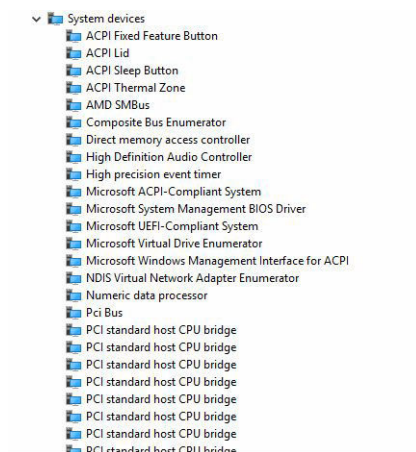 System devices
ACPI Fixed Feature Button
ACPI Lid
ACPI Sleep Button
ACPI Thermal Zone
AMD SMBus
Composite Bus Enumerator
Direct memory access controller
High Definition Audio Controller
High precision event timer
Microsoft ACPI-Compliant System
Microsoft System Management BIOS Driver
Microsoft UEFI-Compliant System
Microsoft Virtual Drive Enumerator
Microsoft Windows Management Interface for ACPI
NDIS Virtual Network Adapter Enumerator
Numeric data processor
Pci Bus
PCI standard host CPU bridge
PCI standard host CPU bridge
PCI standard host CPU bridge
PCI standard host CPU bridge
PCI standard host CPU bridge
PCI standard host CPU bridge
PCI standard host CPU bridge
PCI standard host CPU bridge